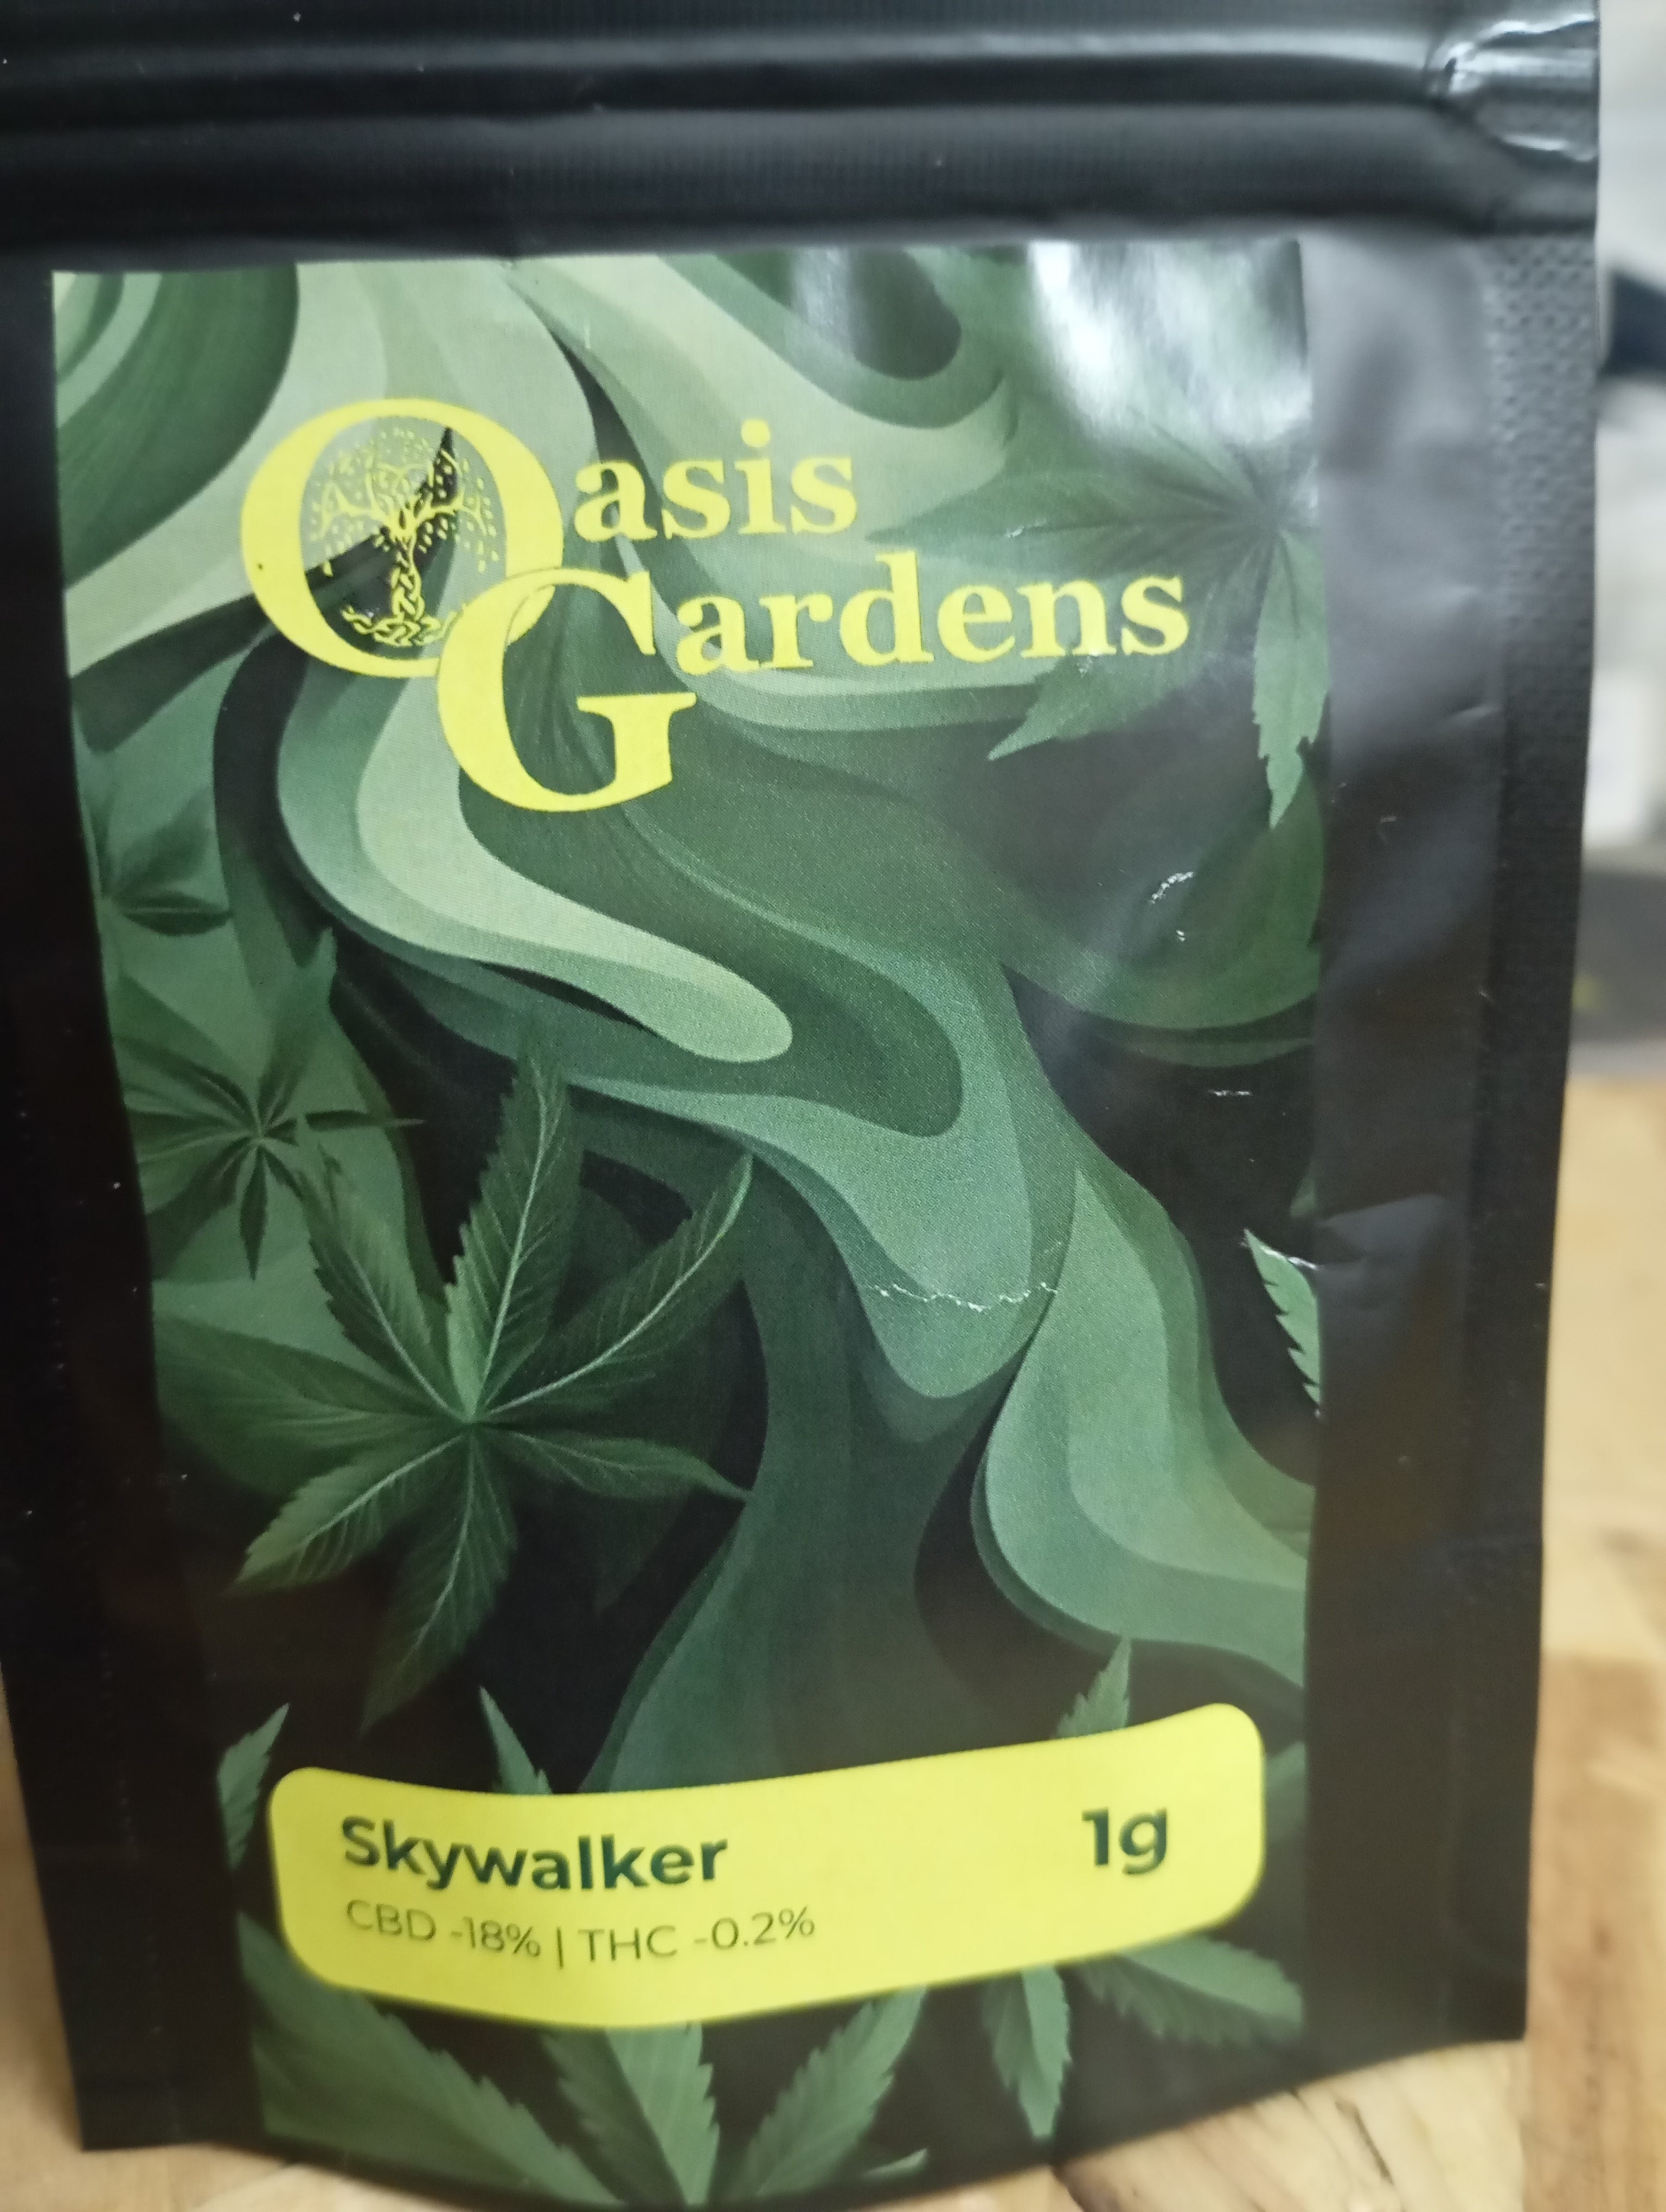 Oasis
Gardens
Skywalker 1g
CBD -18% | THC -0.2%